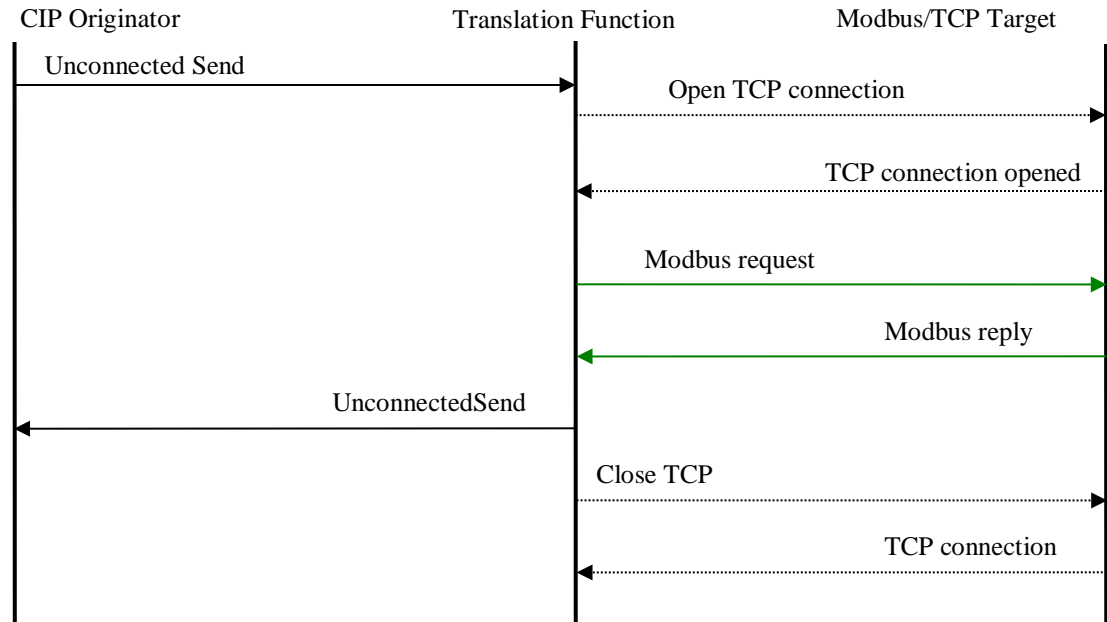 CIP Originator
Translation Function
Modbus/TCP Target
Unconnected Send
Open TCP connection
TCP connection opened
Modbus request
Modbus reply
UnconnectedSend
Close TCP
TCP connection